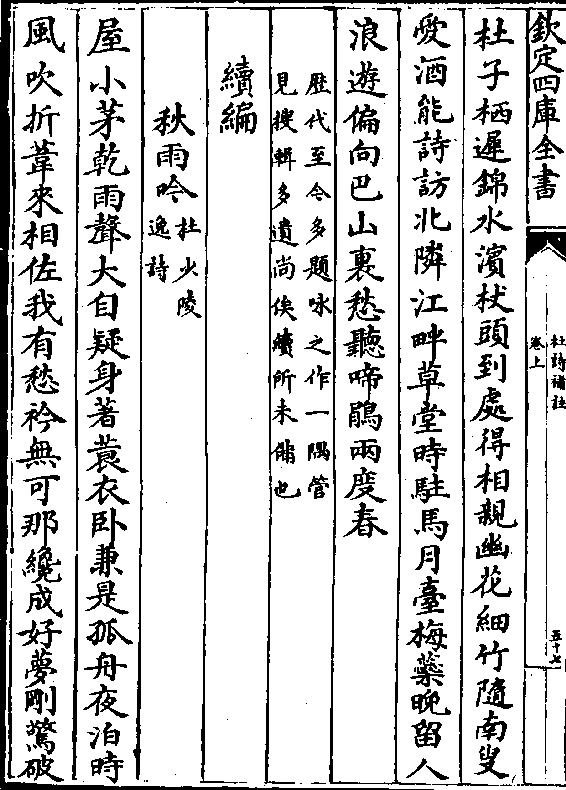 欽定四庫全書
杜詩補註
卷上
五十七
杜子栖遲錦水濱杖頭到處得相親幽花細竹隨南叟
愛酒能詩訪北隣江畔草堂時駐馬月臺梅蘂晚留人
浪遊偏向巴山裏愁聽啼鵑兩度春
歴代至今多題咏之作一隅管
見搜輯多遺尚俟續所未備也
續編
秋雨吟
杜少陵
逸詩
屋小茅乾雨聲大自疑身著蓑衣卧兼是孤舟夜泊時
風吹折葦來相佐我有愁衿無可那纔成好夢剛驚破